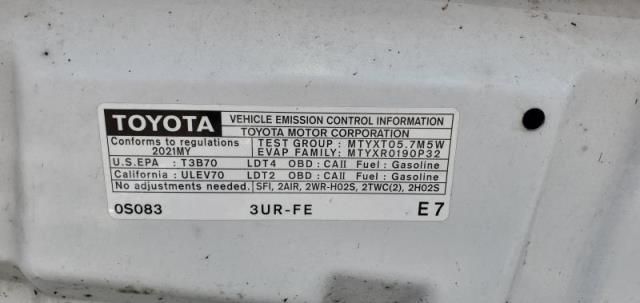 TOYOTA VEHICLE EMISSION CONTROL INFORMATION
TOYOTA MOTOR CORPORATION
Conforms to regulations TEST GROUP: MTYXT05.7M5W
2021MY EVAP FAMILY: MTYXR0190P32
U.S.EPA : T3B70 LDT4 OBD : CAII Fuel : Gasoline
California : ULEV70 LDT2 OBD : CAII Fuel : Gasoline
No adjustments needed. SFI, 2AIR, 2WR-HO2S, 2TWC(2), 2HO2S
0S083 3UR-FE E7